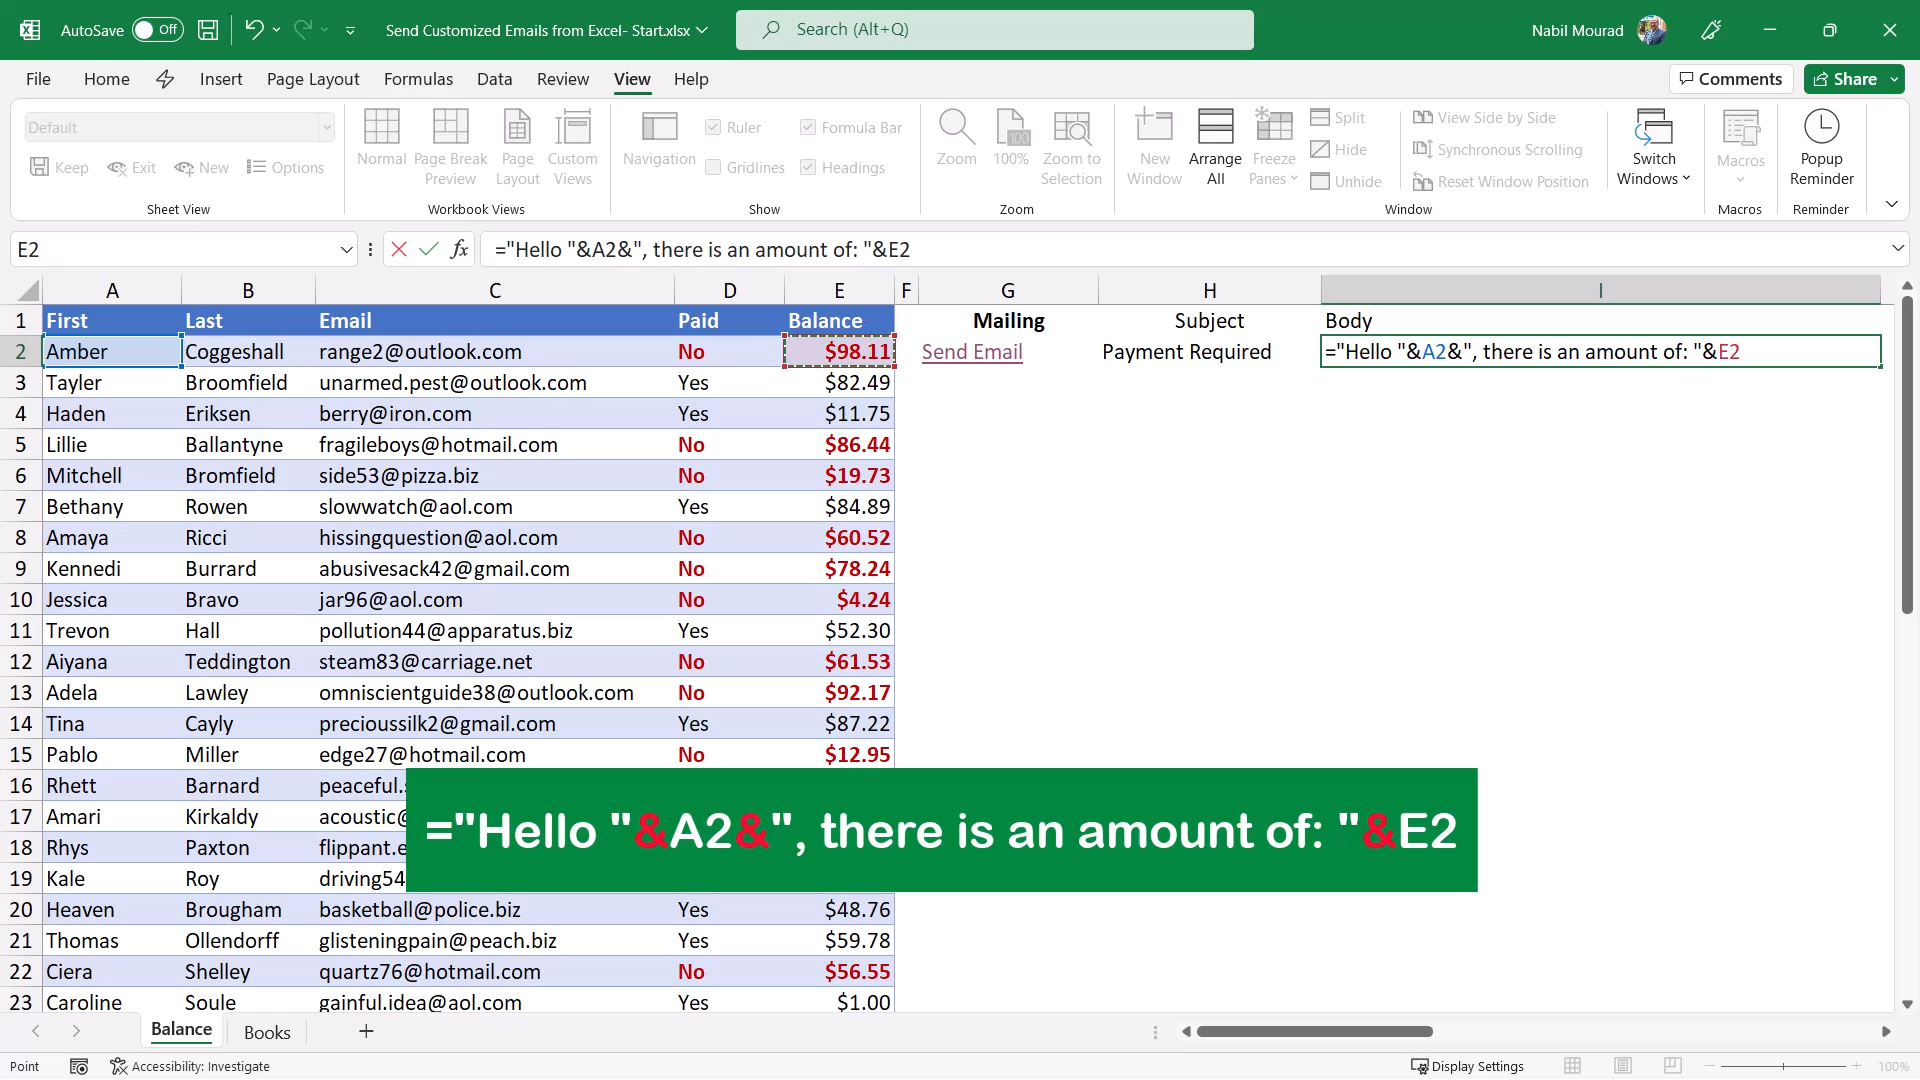 AutoSave Off Send Customized Emails from Excel- Start.xlsx Search (Alt+Q) Nabil Mourad
File Home Insert Page Layout Formulas Data Review View Help Comments Share
Default
Keep Exit New Options
Sheet View
Normal Page Break Preview Page Layout Custom Views
Workbook Views
Navigation Ruler Formula Bar
Gridlines Headings
Show
Zoom 100 100% Zoom to Selection
Zoom
New Window Arrange All Freeze Panes
Split
Hide
Unhide
View Side by Side
Synchronous Scrolling
Reset Window Position
Switch Windows
Window
Macros
Macros
Popup Reminder
Reminder
E2 fx ="Hello "&A2&", there is an amount of: "&E2
A B C D E F G H I
1 First Last Email Paid Balance Mailing Subject Body
2 Amber Coggeshall range2@outlook.com No $98.11 Send Email Payment Required ="Hello "&A2&", there is an amount of: "&E2
3 Tayler Broomfield unarmed.pest@outlook.com Yes $82.49
4 Haden Eriksen berry@iron.com Yes $11.75
5 Lillie Ballantyne fragileboys@hotmail.com No $86.44
6 Mitchell Bromfield side53@pizza.biz No $19.73
7 Bethany Rowen slowwatch@aol.com Yes $84.89
8 Amaya Ricci hissingquestion@aol.com No $60.52
9 Kennedi Burrard abusivesack42@gmail.com No $78.24
10 Jessica Bravo jar96@aol.com No $4.24
11 Trevon Hall pollution44@apparatus.biz Yes $52.30
12 Aiyana Teddington steam83@carriage.net No $61.53
13 Adela Lawley omniscientguide38@outlook.com No $92.17
14 Tina Cayly precioussilk2@gmail.com Yes $87.22
15 Pablo Miller edge27@hotmail.com No $12.95
16 Rhett Barnard peaceful.
17 Amari Kirkaldy acoustic@
18 Rhys Paxton flippant.e
19 Kale Roy driving54
="Hello "&A2&", there is an amount of: "&E2
20 Heaven Brougham basketball@police.biz Yes $48.76
21 Thomas Ollendorff glisteningpain@peach.biz Yes $59.78
22 Ciera Shelley quartz76@hotmail.com No $56.55
23 Caroline Soule gainful.idea@aol.com Yes $1.00
Balance Books
Point Accessibility: Investigate Display Settings 100%